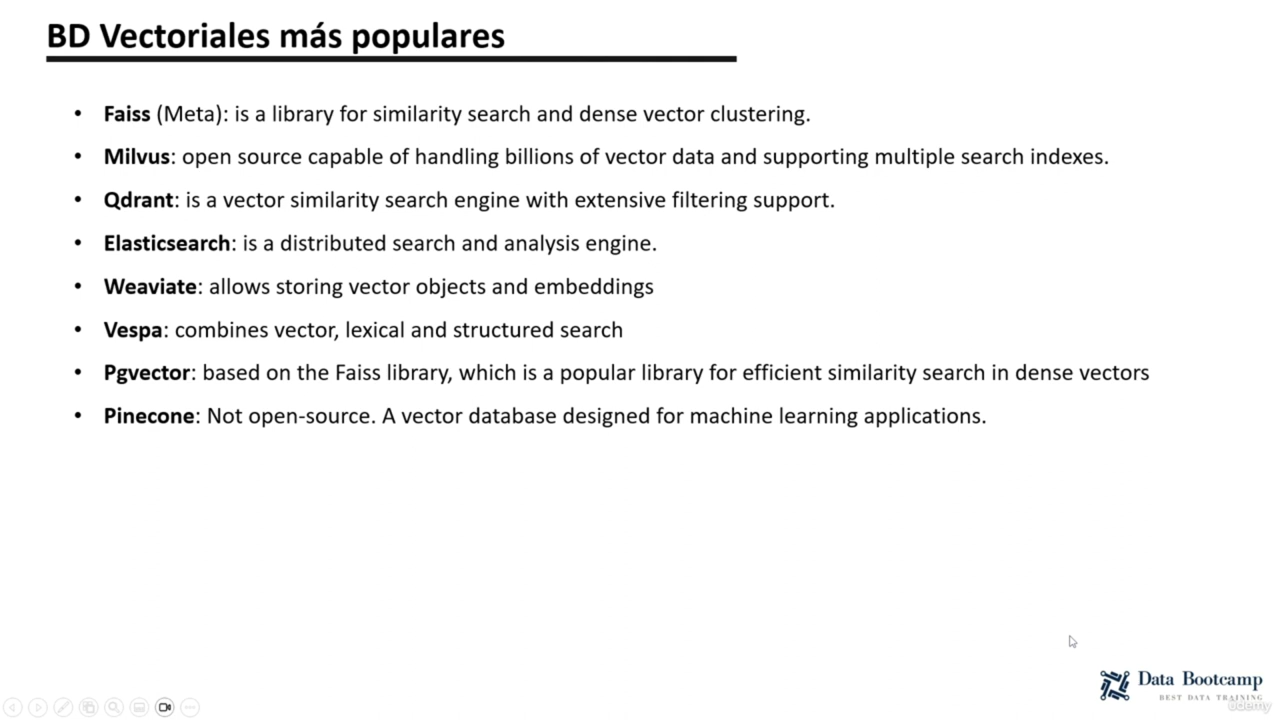 BD Vectoriales más populares
• Faiss (Meta): is a library for similarity search and dense vector clustering.
• Milvus: open source capable of handling billions of vector data and supporting multiple search indexes.
• Qdrant: is a vector similarity search engine with extensive filtering support.
• Elasticsearch: is a distributed search and analysis engine.
• Weaviate: allows storing vector objects and embeddings
• Vespa: combines vector, lexical and structured search
• Pgvector: based on the Faiss library, which is a popular library for efficient similarity search in dense vectors
• Pinecone: Not open-source. A vector database designed for machine learning applications.
Data Bootcamp
BEST DATA TRAINING
Udemy